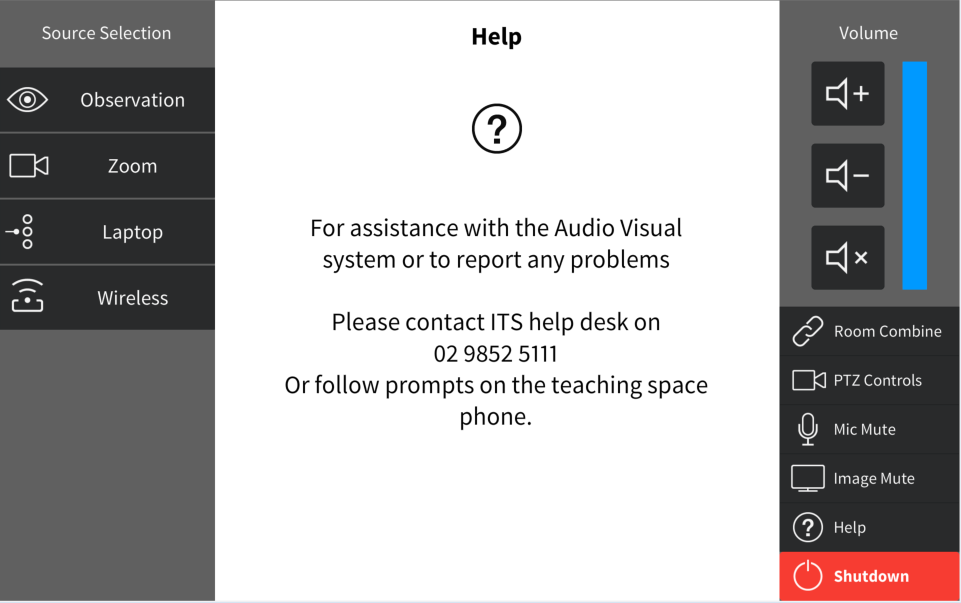 Source Selection
Observation
Zoom
Laptop
Wireless
Help
?
For assistance with the Audio Visual
system or to report any problems
Please contact ITS help desk on
02 9852 5111
Or follow prompts on the teaching space
phone.
Volume
Room Combine
PTZ Controls
Mic Mute
Image Mute
? Help
Shutdown